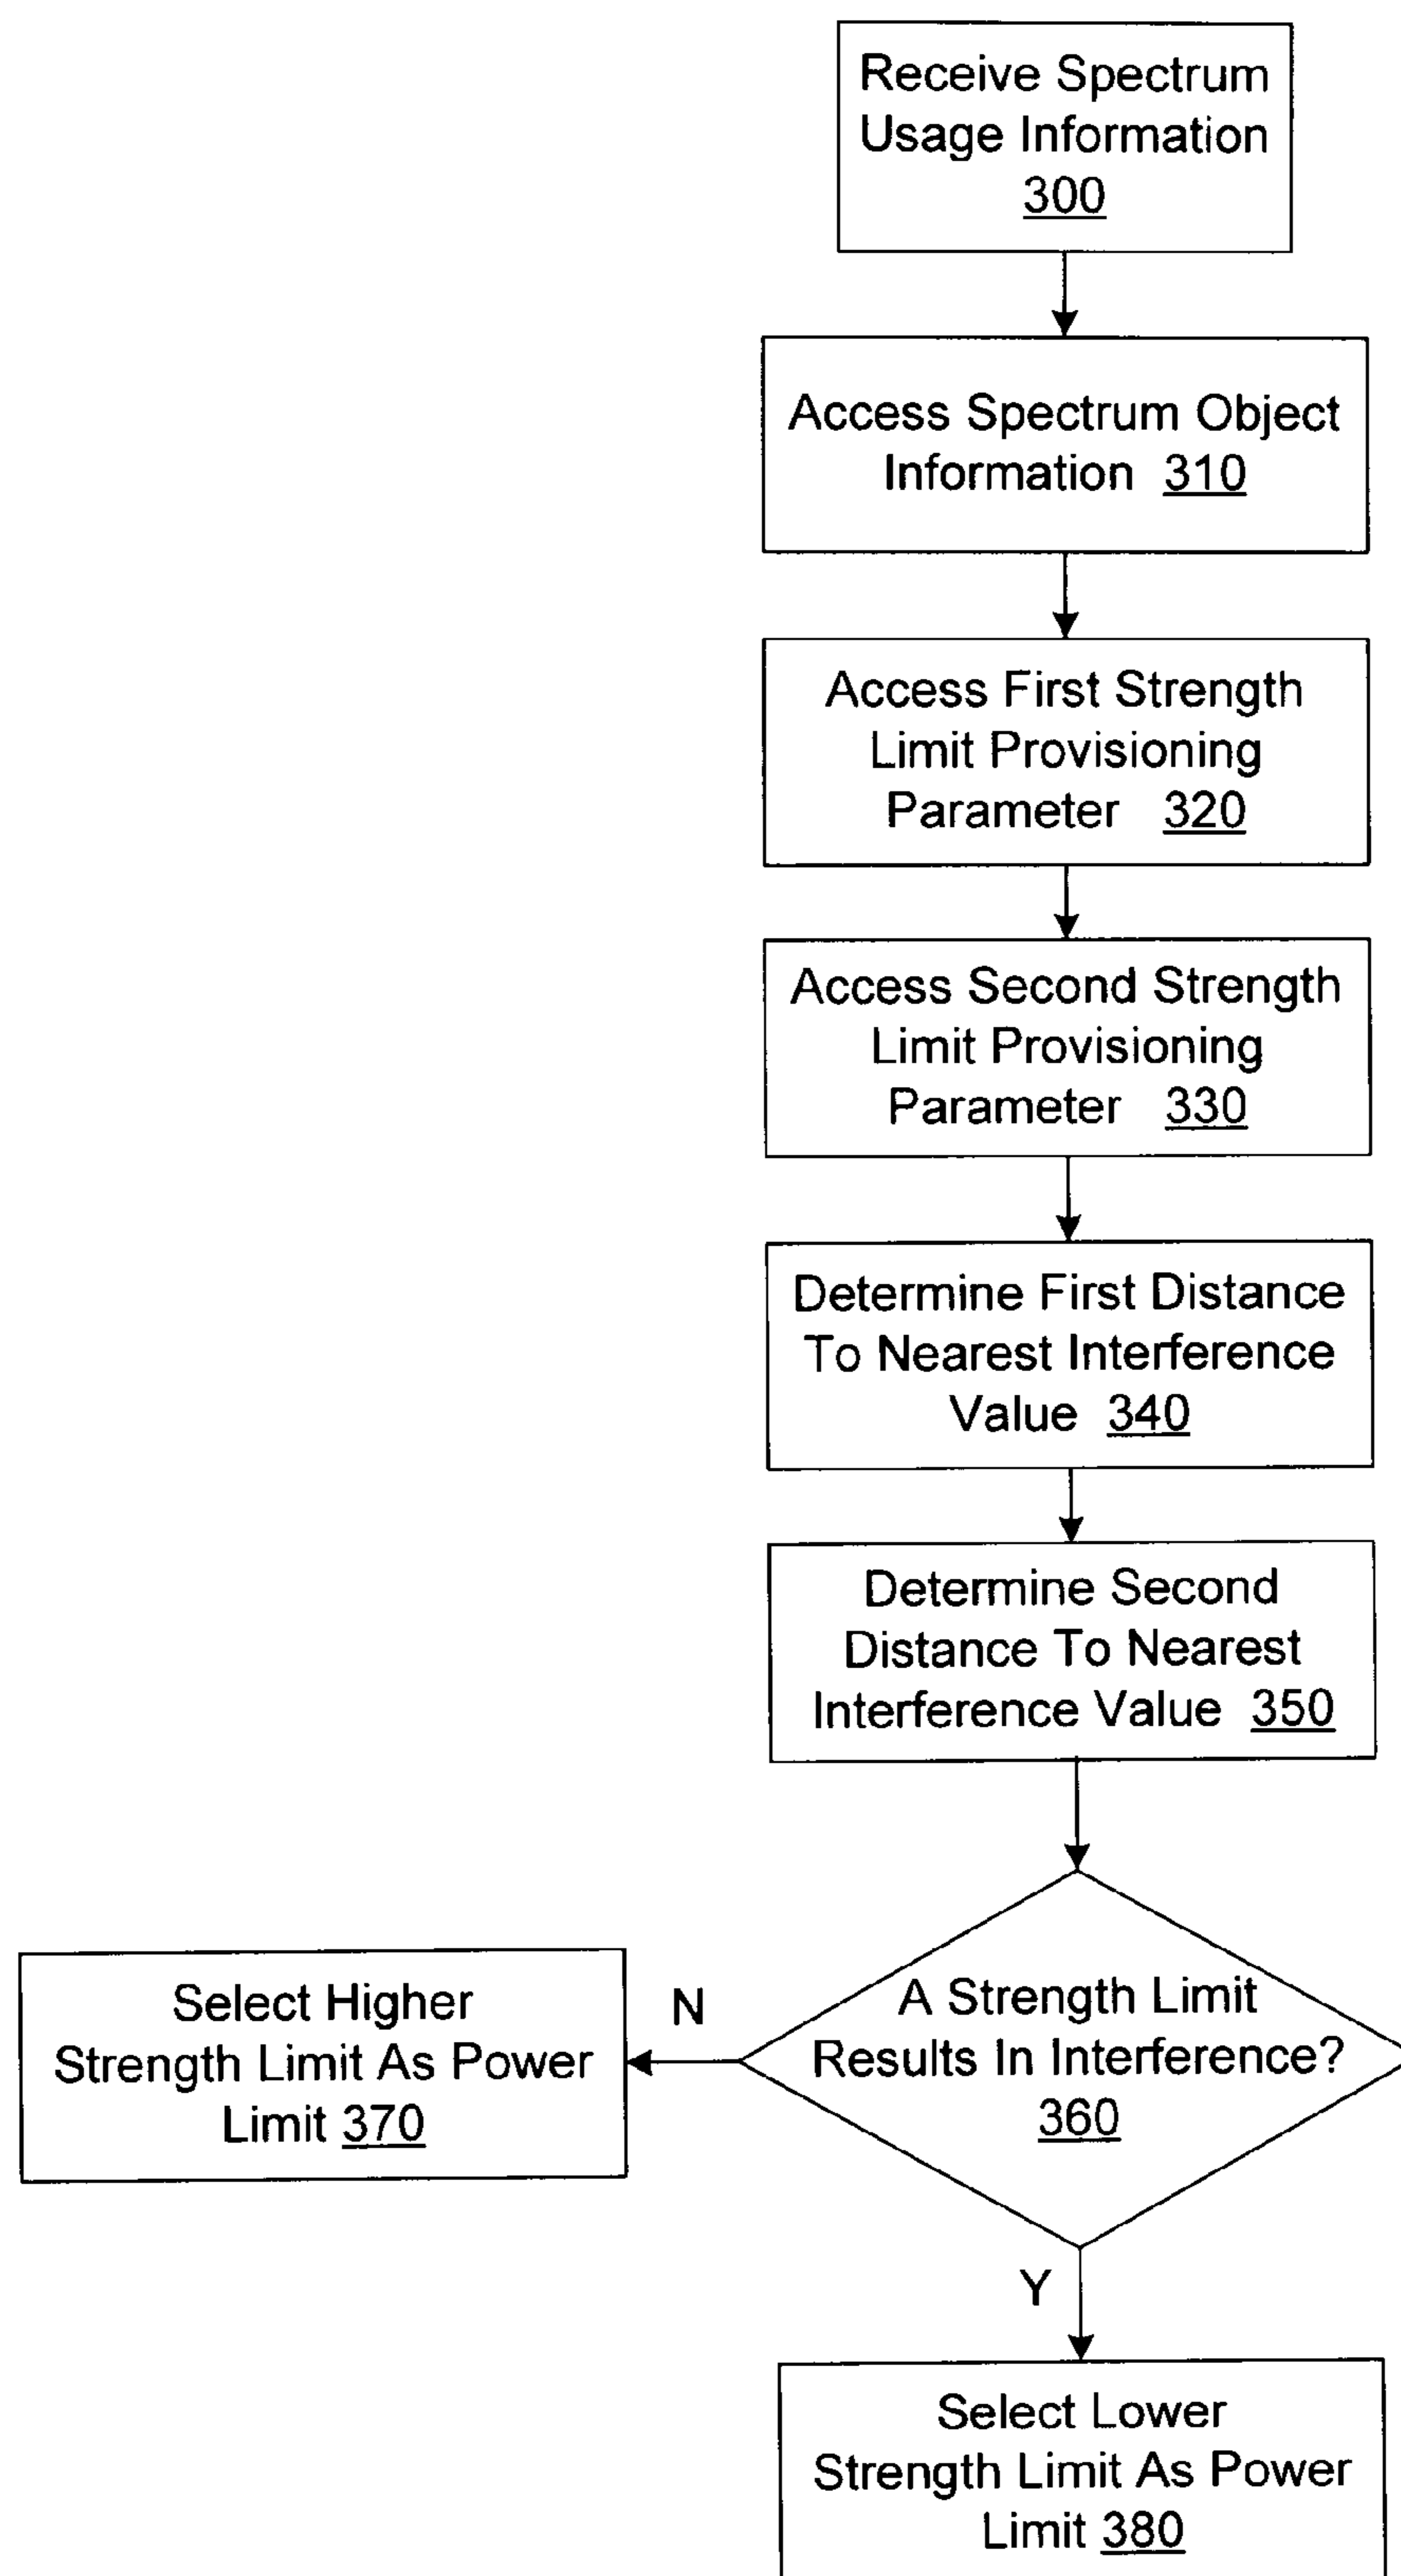 Receive Spectrum
Usage Information
300
Access Spectrum Object
Information 310
Access First Strength
Limit Provisioning
Parameter 320
Access Second Strength
Limit Provisioning
Parameter 330
Determine First Distance
To Nearest Interference
Value 340
Determine Second
Distance To Nearest
Interference Value 350
A Strength Limit
Results In Interference?
360
N
Select Higher
Strength Limit As Power
Limit 370
Y
Select Lower
Strength Limit As Power
Limit 380